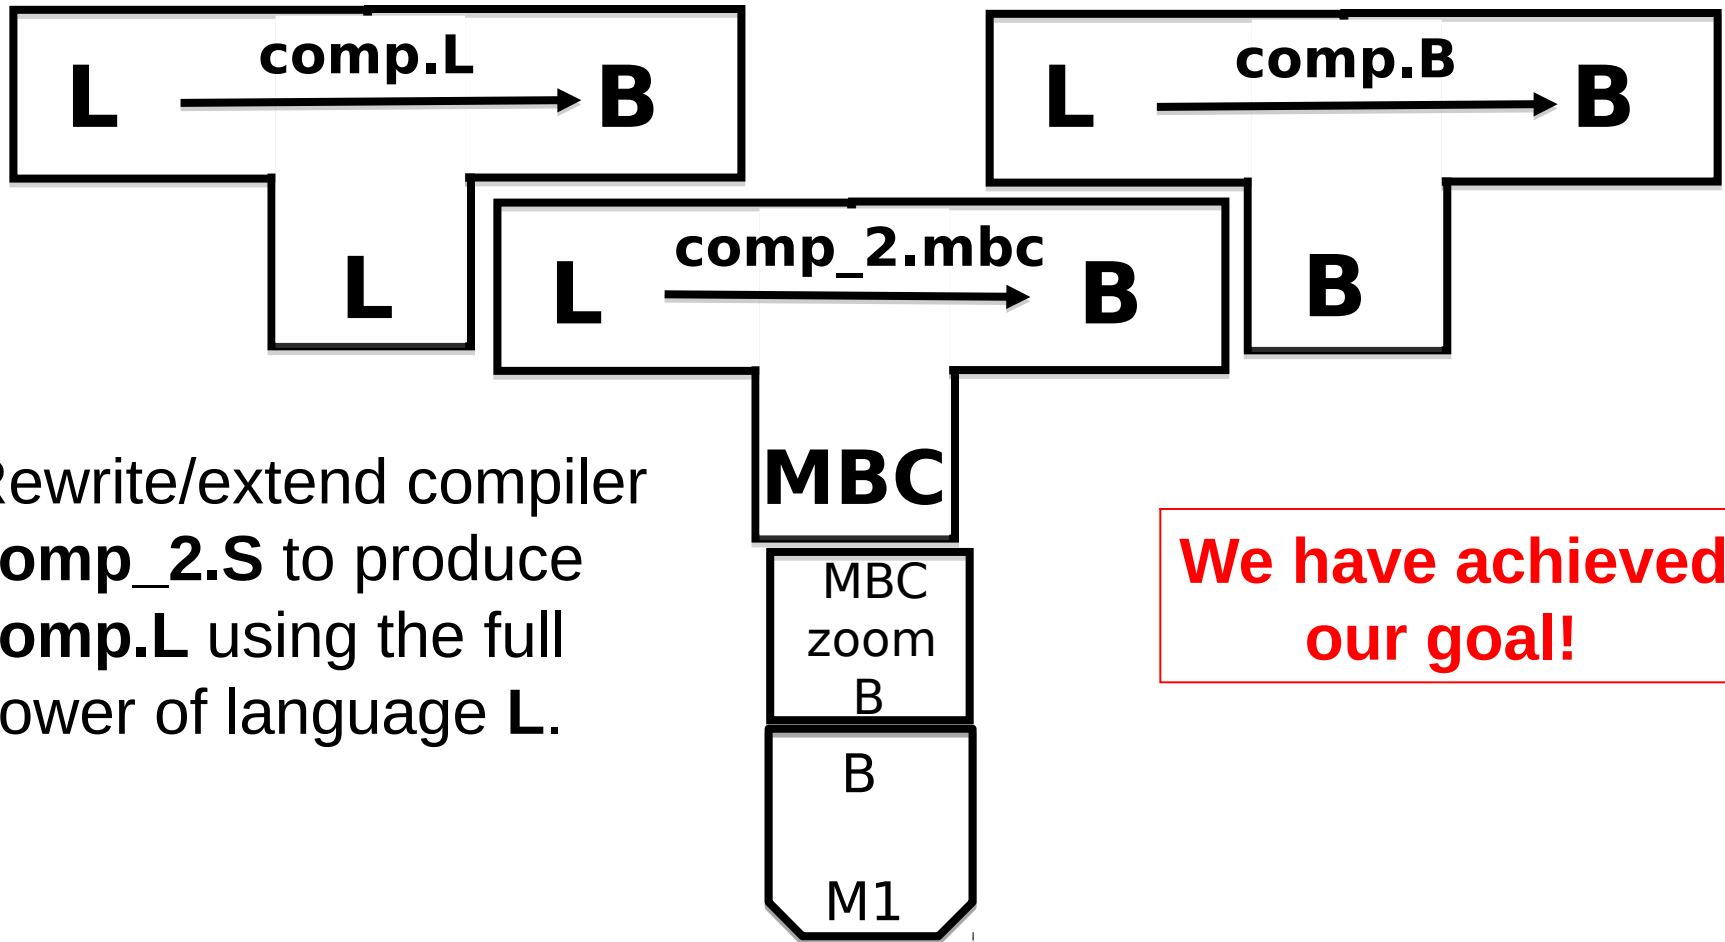 comp.L
L B
L
comp.B
L B
B
comp_2.mbc
L B
MBC
MBC
zoom
B
B
M1
ewrite/extend compiler
omp_2.S to produce
omp.L using the full
ower of language L.
We have achieved
our goal!